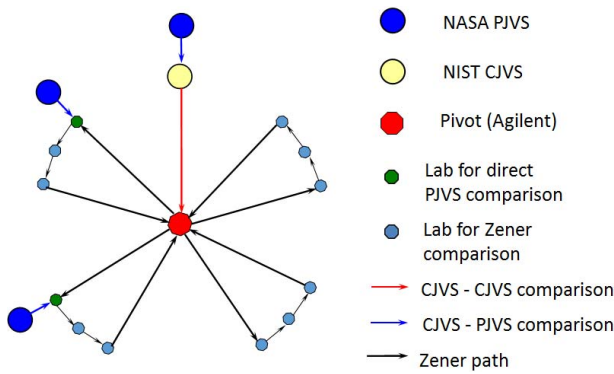 NASA PJVS
NIST CJVS
Pivot (Agilent)
Lab for direct
PJVS comparison
Lab for Zener
comparison
CJVS - CJVS comparison
CJVS - PJVS comparison
Zener path